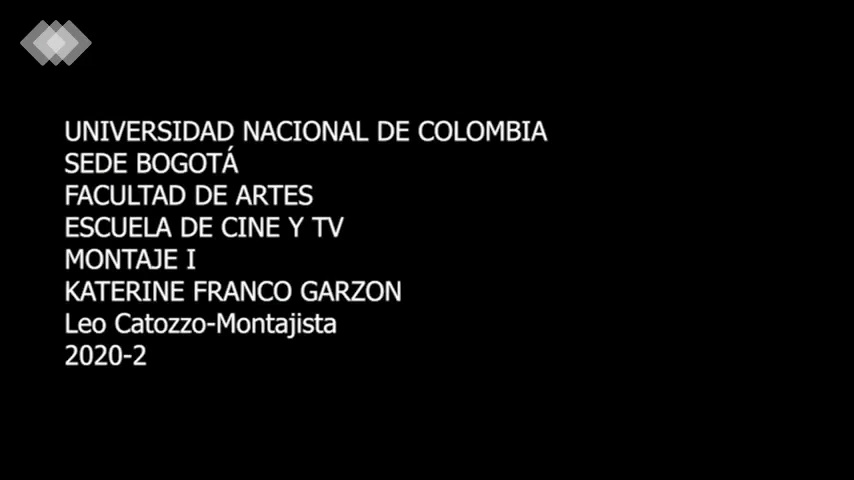 UNIVERSIDAD NACIONAL DE COLOMBIA
SEDE BOGOTÁ
FACULTAD DE ARTES
ESCUELA DE CINE Y TV
MONTAJE I
KATERINE FRANCO GARZON
Leo Catozzo-Montajista
2020-2